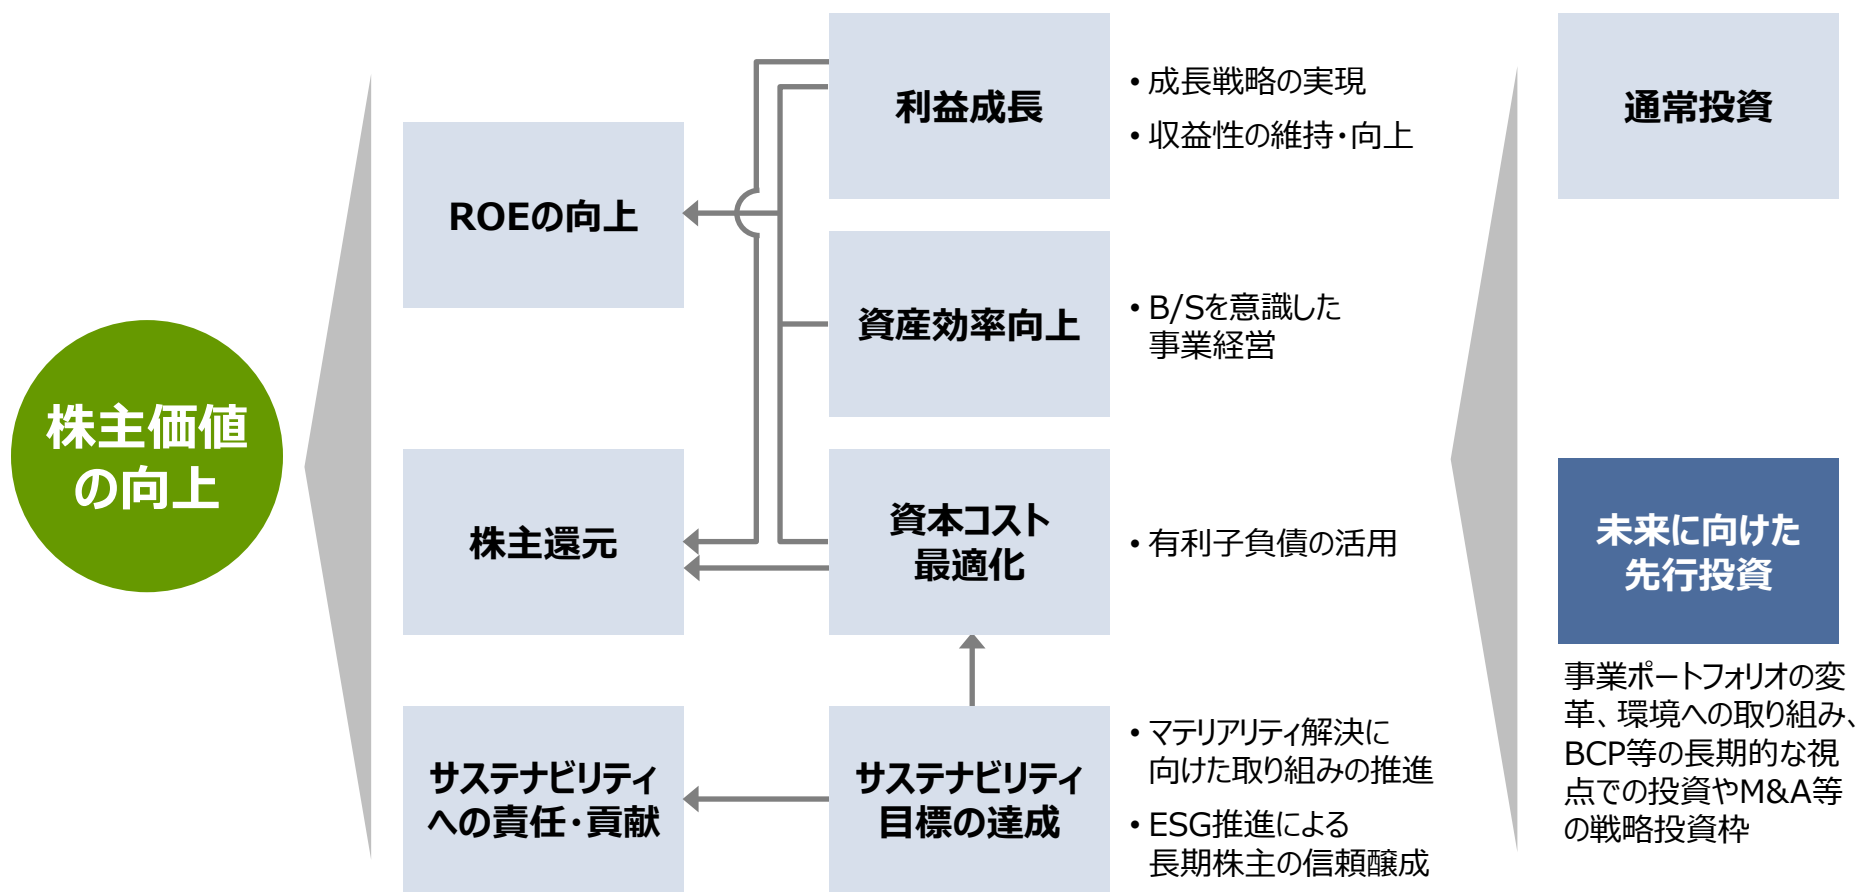 株主価値
の向上
ROEの向上
株主還元
サステナビリティ
への責任・貢献
利益成長
・成長戦略の実現
・収益性の維持・向上
資産効率向上
・B/Sを意識した
事業経営
資本コスト
最適化
・有利子負債の活用
サステナビリティ
目標の達成
・マテリアリティ解決に
向けた取り組みの推進
・ESG推進による
長期株主の信頼醸成
通常投資
未来に向けた
先行投資
事業ポートフォリオの変
革、環境への取り組み、
BCP等の長期的な視
点での投資やM&A等
の戦略投資枠